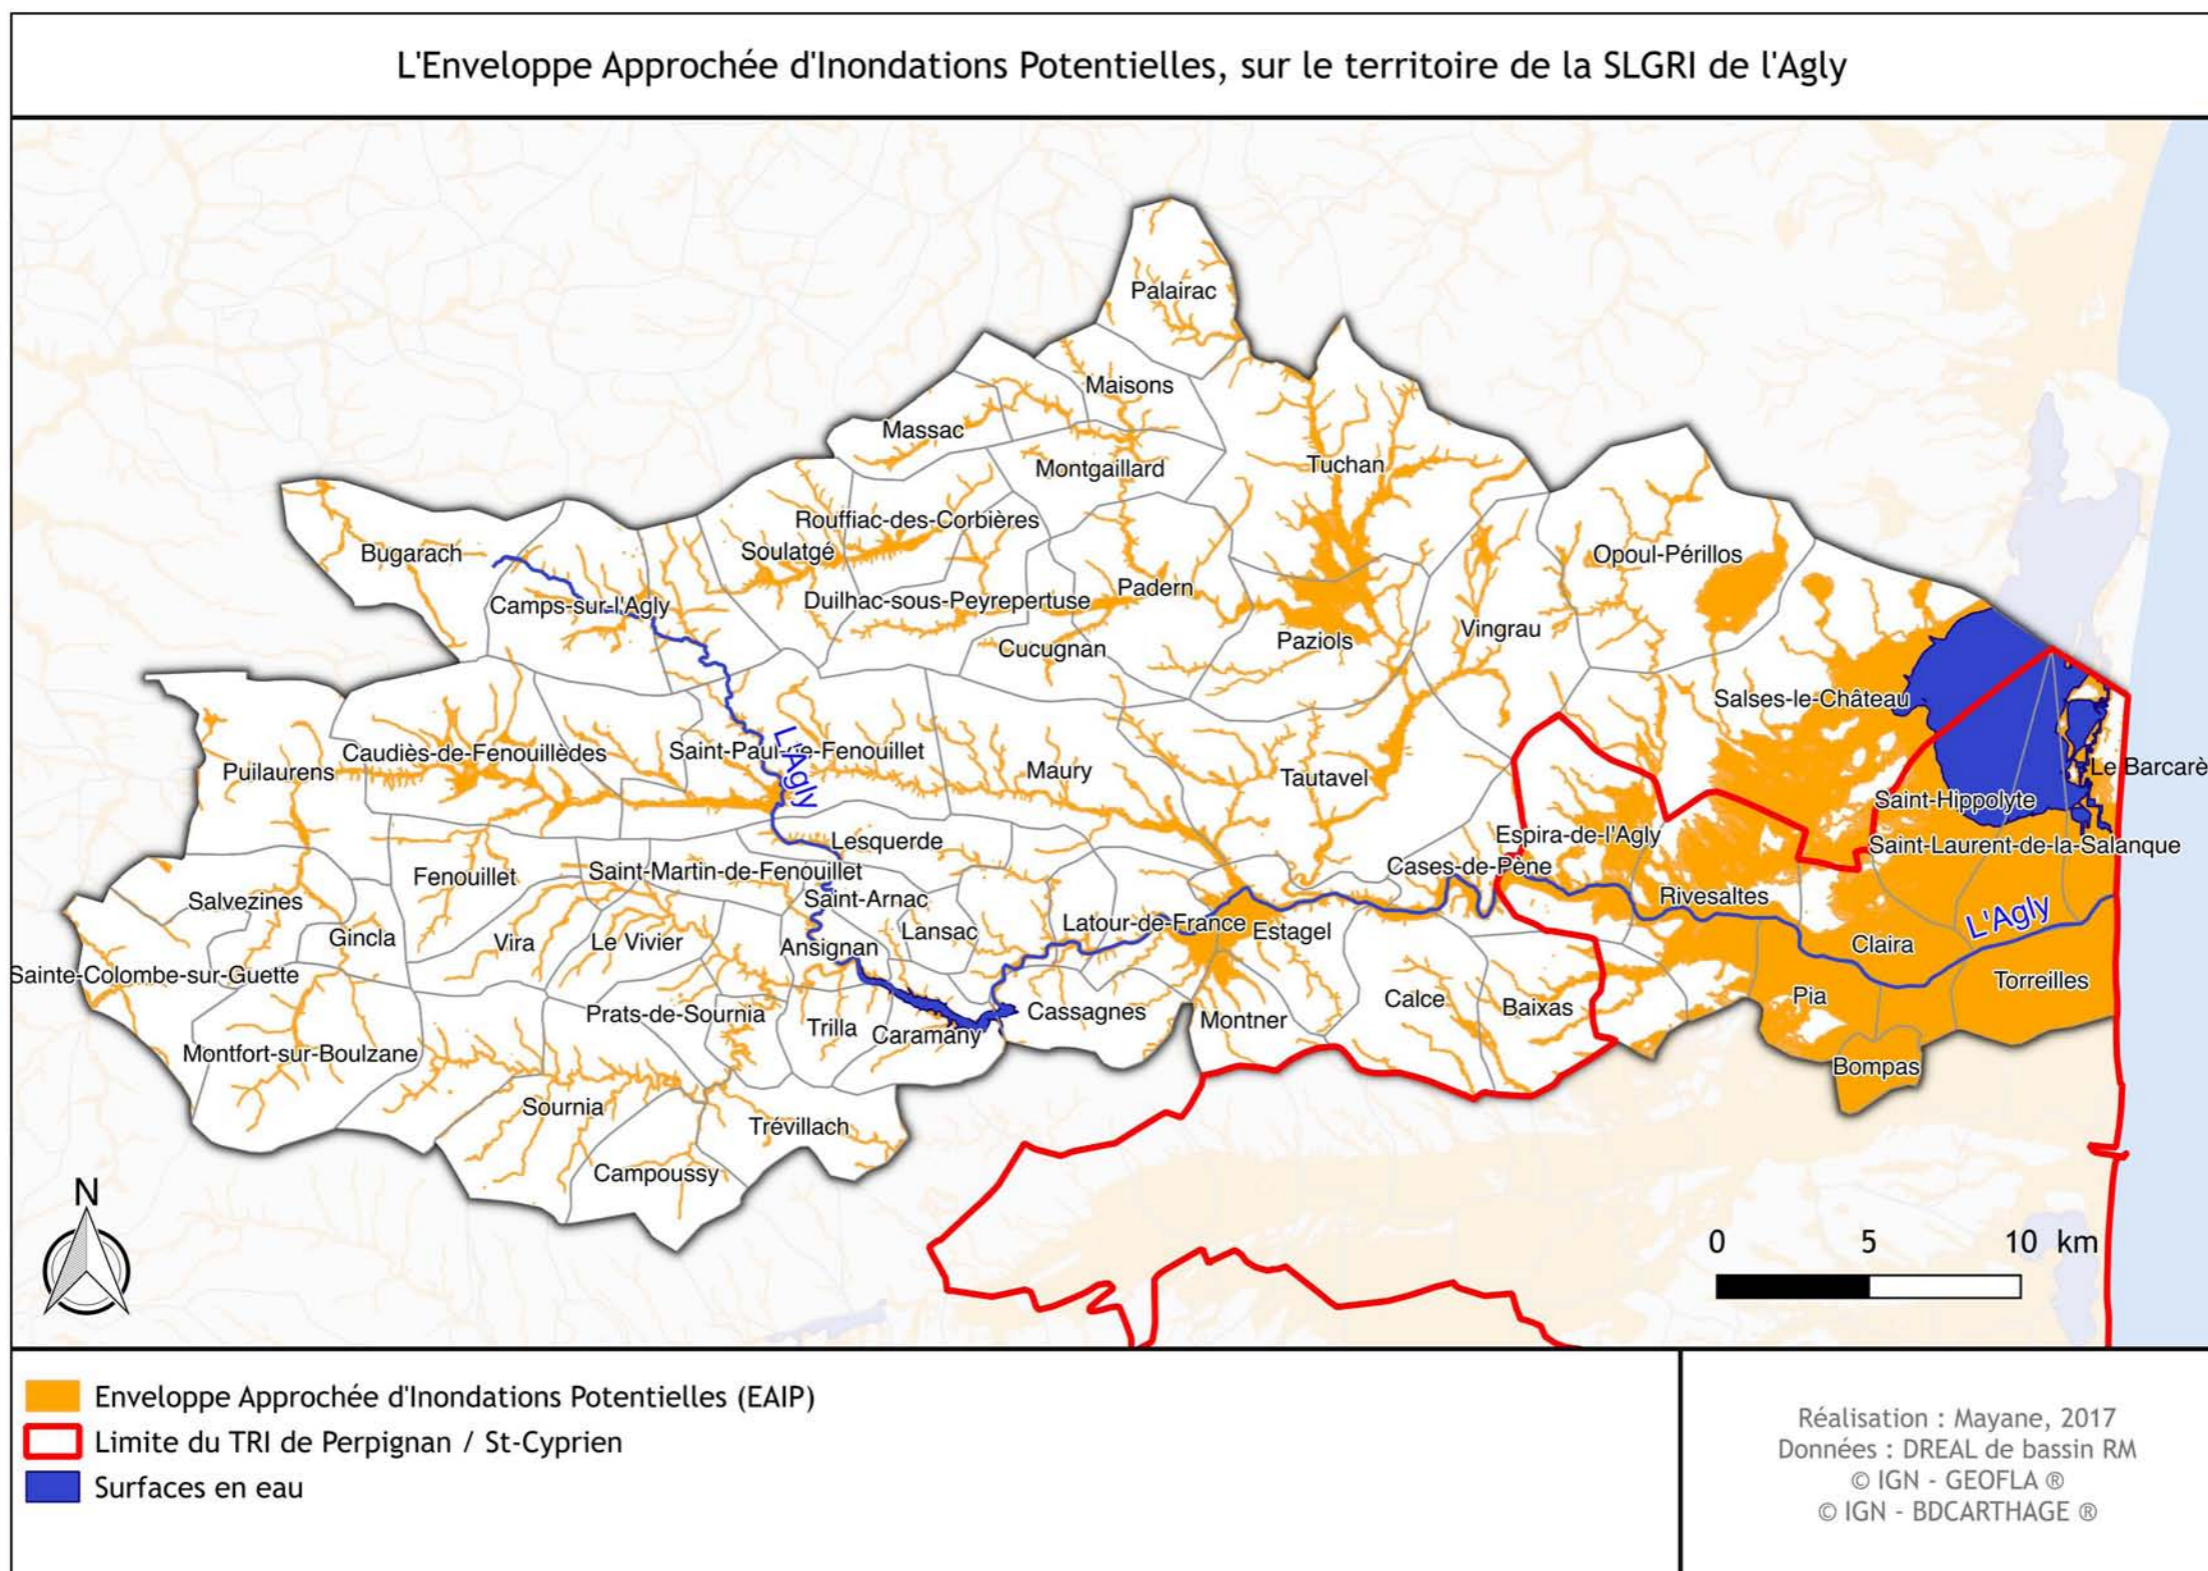 L'Enveloppe Approchée d'Inondations Potentielles, sur le territoire de la SLGRI de l'Agly
Palairac
Maisons
Massac
Montgaillard
Tuchan
Rouffiac-des-Corbières
Soulatgé
Bugarach
Opoul-Périllos
Padern
Duilhac-sous-Peyrepertuse
Camps-sur-l'Agly
Vingrau
Paziols
Cucugnan
Salses-le-Château
Saint-Paul-de-Fenouillet
Caudiès-de-Fenouillèdes
L'Agly
Puilaurens
Maury
Tautavel
Le Barcarè
Saint-Hippolyte
Espira-de-l'Agly
Lesquerde
Saint-Laurent-de-la-Salanque
Cases-de-Pène
Saint-Martin-de-Fenouillet
Fenouillet
Rivesaltes
Saint-Arnac
Salvezines
L'Agly
Latour-de-France
Estagel
Lansac
Gincla
Vira
Le Vivier
Ansignan
Claira
Sainte-Colombe-sur-Guette
Torreilles
Pia
Calce
Baixas
Cassagnes
Prats-de-Sournia
Montner
Trilla
Caramany
Montfort-sur-Boulzane
Bompas
Sournia
Trévillach
Campoussy
N
0 5 10 km
Enveloppe Approchée d'Inondations Potentielles (EAIP)
Limite du TRI de Perpignan / St-Cyprien
Surfaces en eau
Réalisation : Mayane, 2017
Données : DREAL de bassin RM
© IGN - GEOFLA ®
© IGN - BDCARTHAGE ®